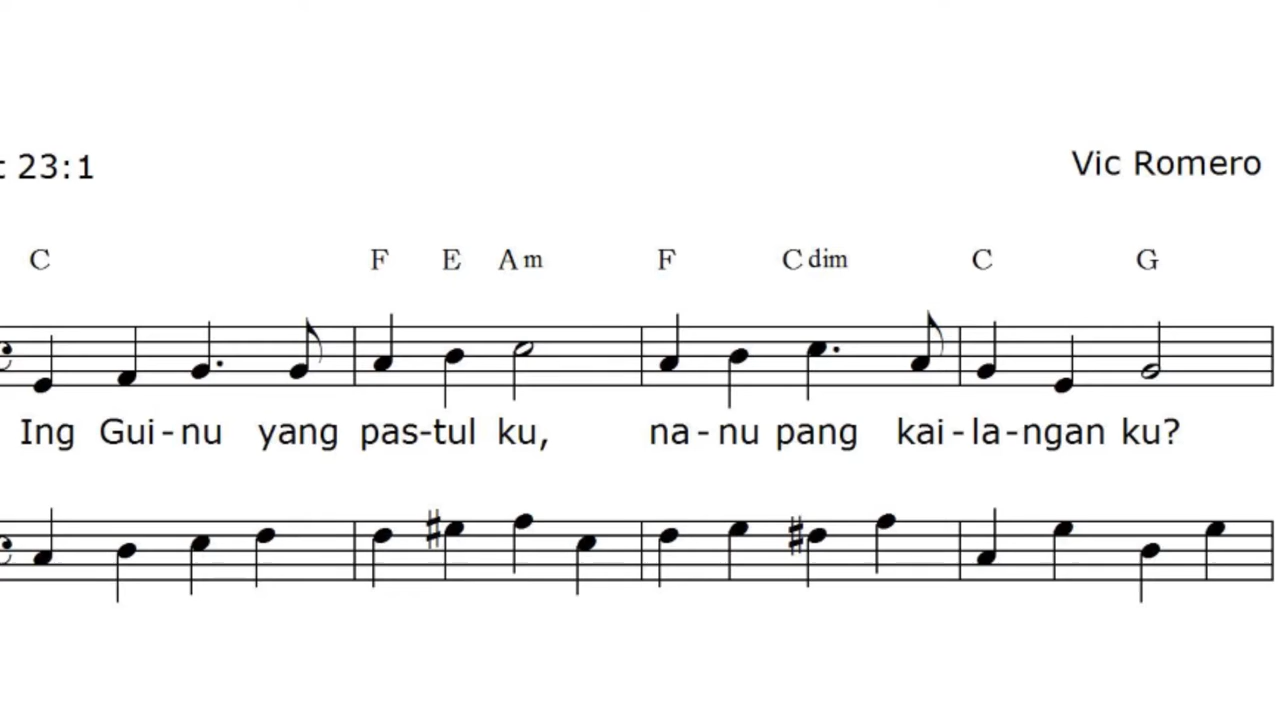 23:1
Vic Romero
C F E Am F Cdim C G
Ing Gui-nu yang pas-tul ku, na-nu pang kai-la-ngan ku?